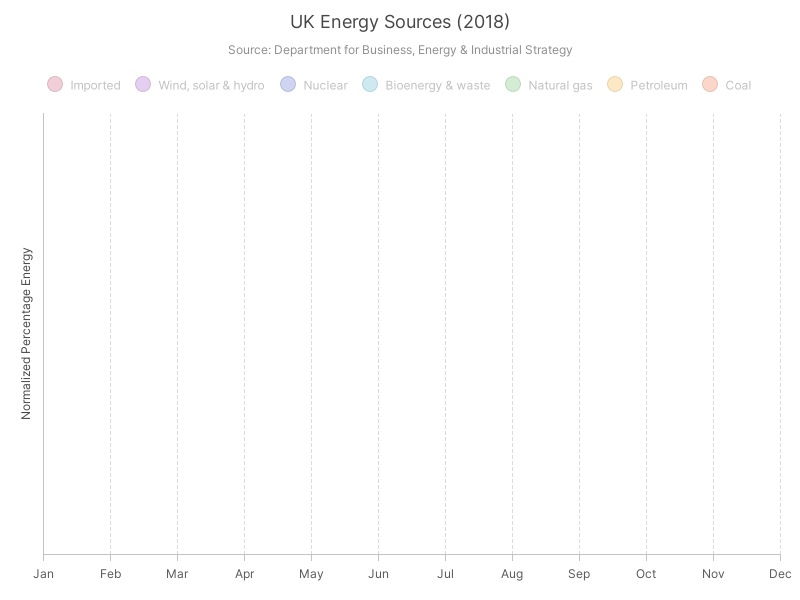 UK Energy Sources (2018)
Source: Department for Business, Energy & Industrial Strategy
Imported Wind, solar & hydro Nuclear Bioenergy & waste Natural gas Petroleum Coal
Normalized Percentage Energy
Jan Feb Mar Apr May Jun Jul Aug Sep Oct Nov Dec